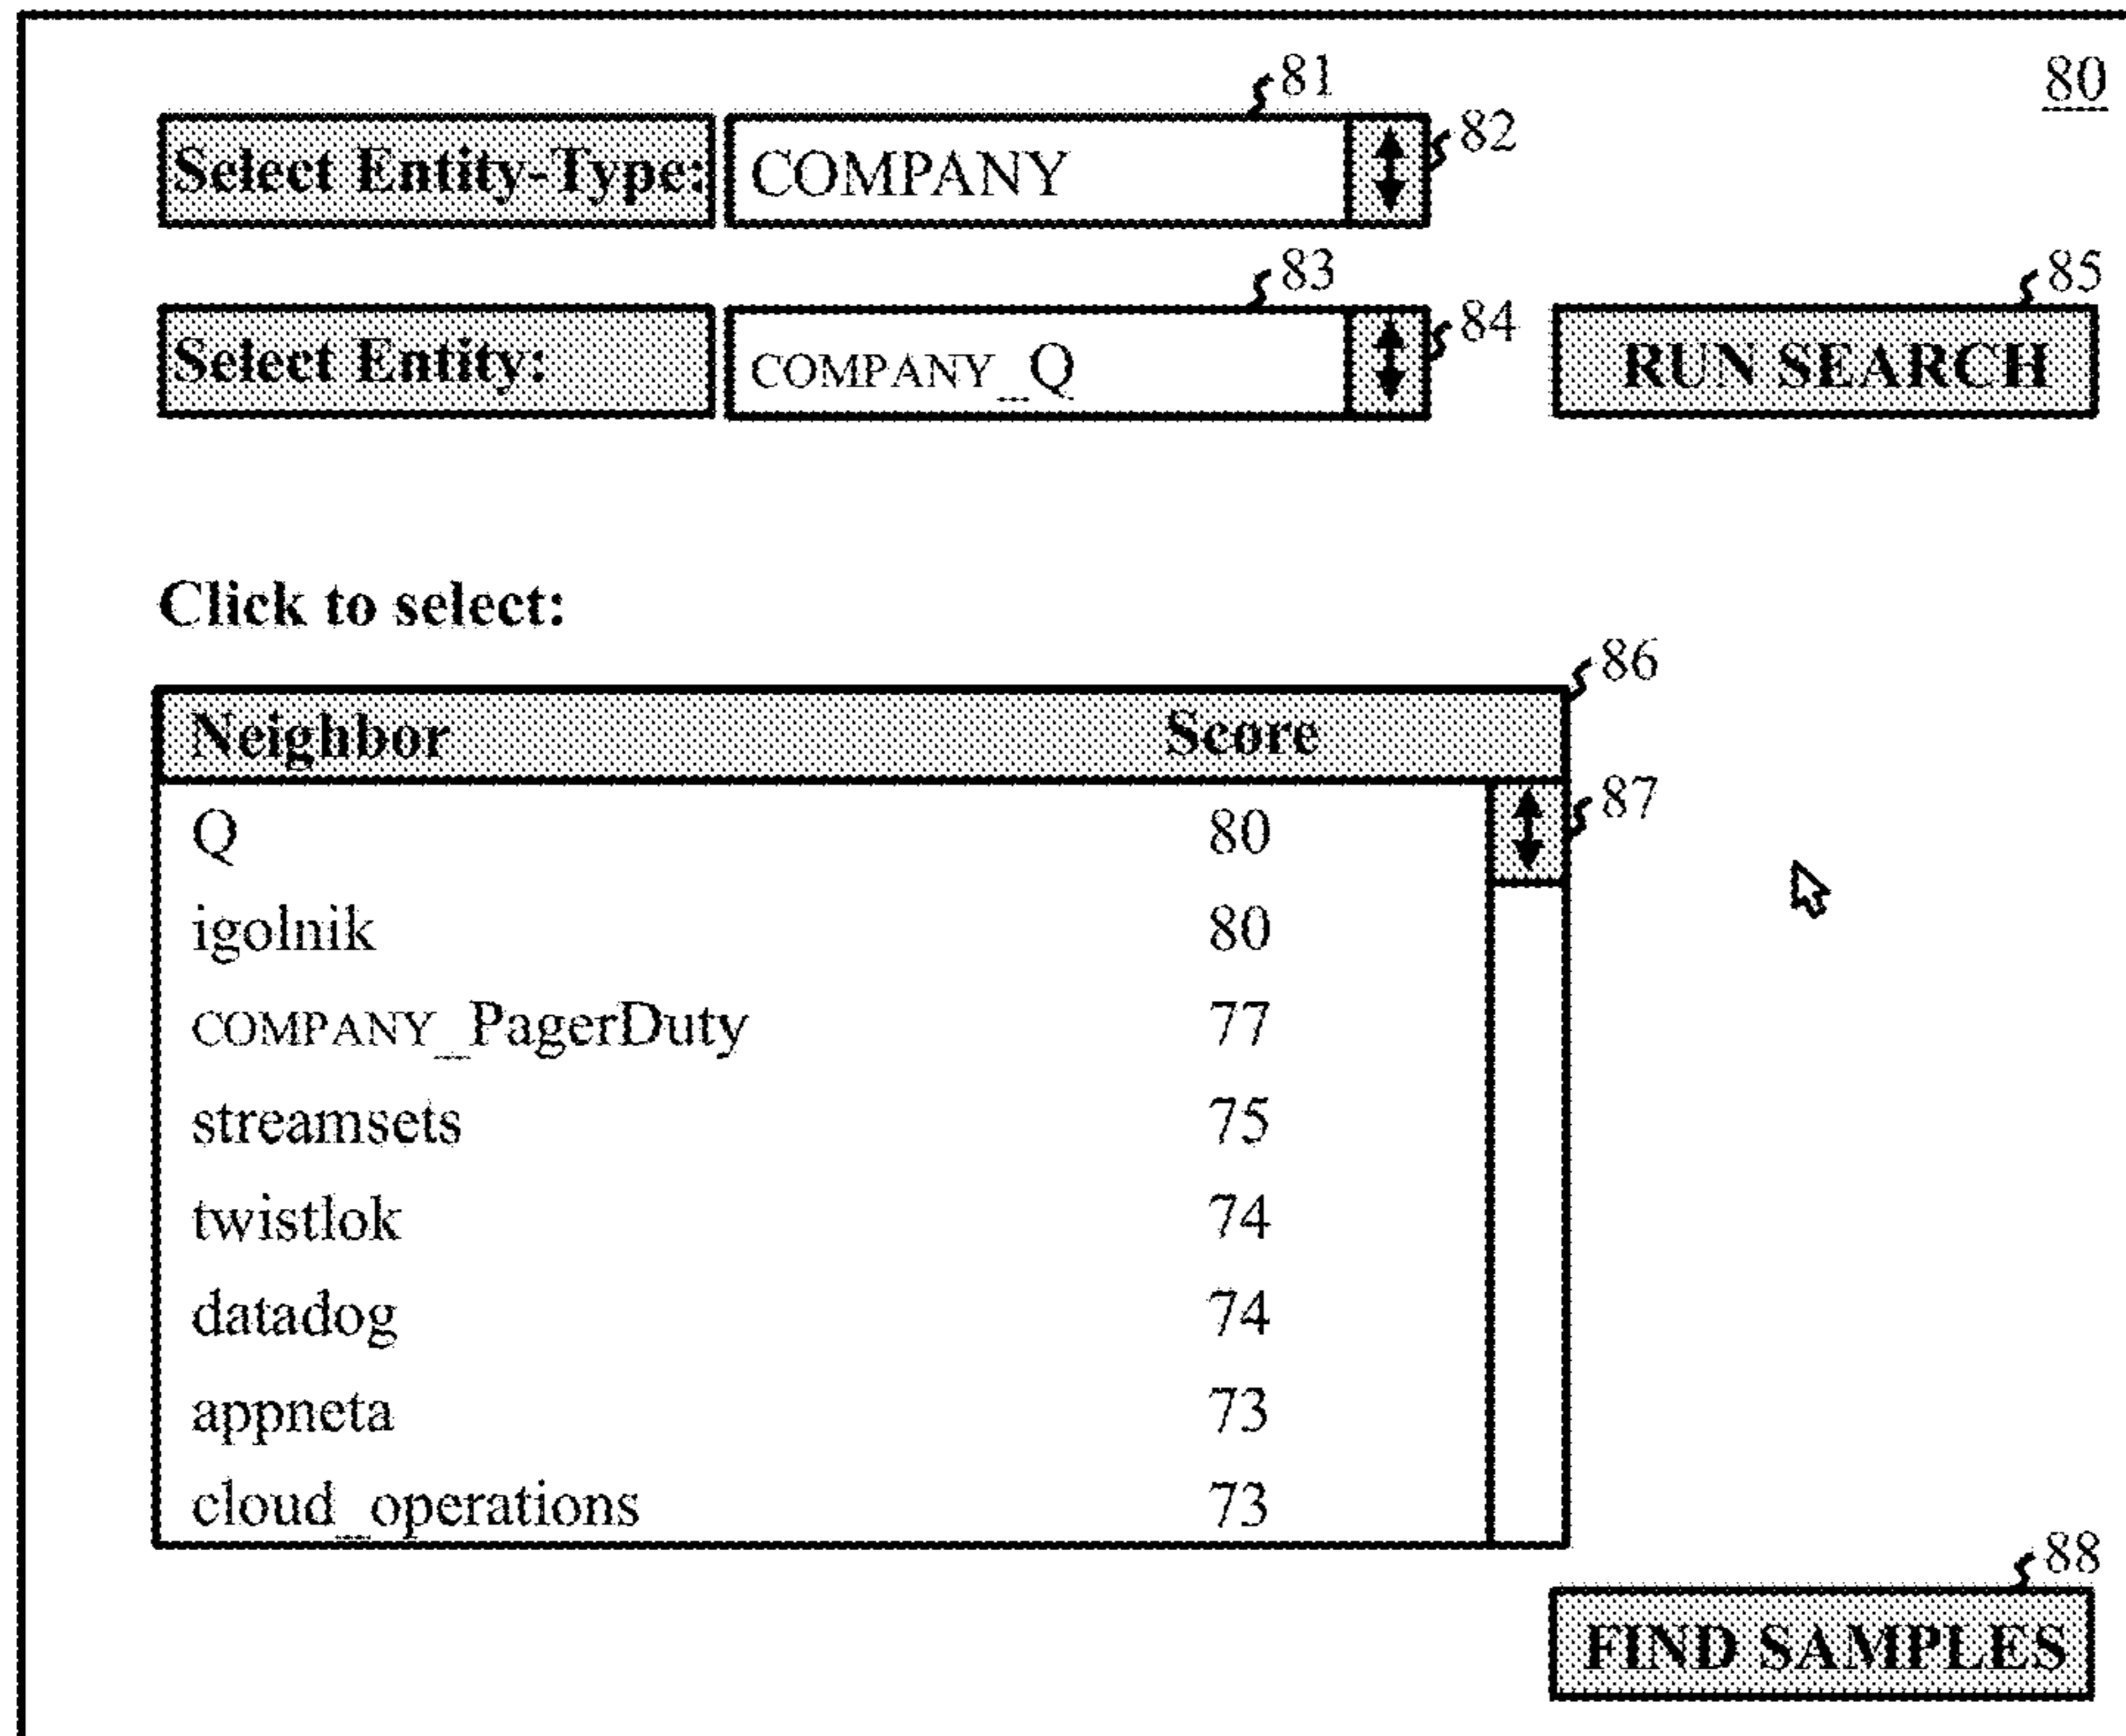 80
81
Select Entity-Type: COMPANY 82
83 85
Select Entity: COMPANY_Q 84 RUN SEARCH
Click to select:
86
Neighbor Score
Q 80 87
igolnik 80
COMPANY_PagerDuty 77
streamsets 75
twistlok 74
datadog 74
appneta 73
cloud_operations 73
88
FIND SAMPLES